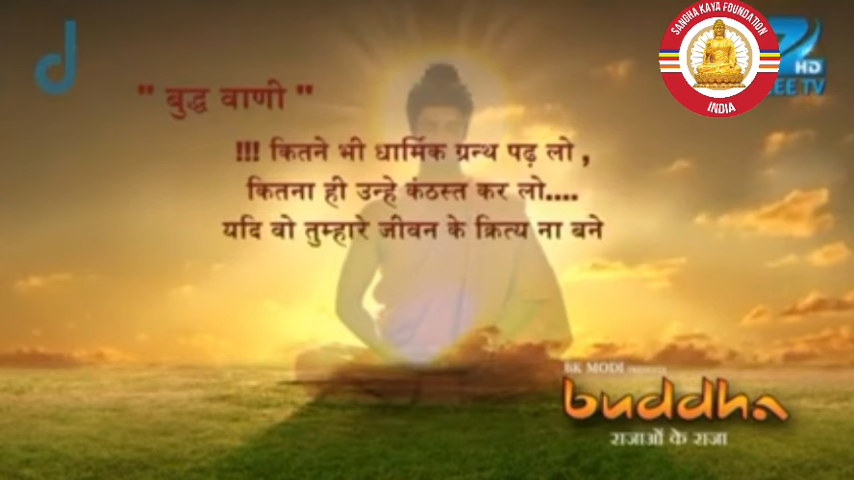 SANGHA KAYA FOUNDATION
INDIA
HD
ZEE TV
" बुद्ध वाणी "
!!! कितने भी धार्मिक ग्रन्थ पढ़ लो ,
कितना ही उन्हे कंठस्त कर लो....
यदि वो तुम्हारे जीवन के क्रित्य ना बने
BK MODI PRESENTS
buddha
राजाओं के राजा